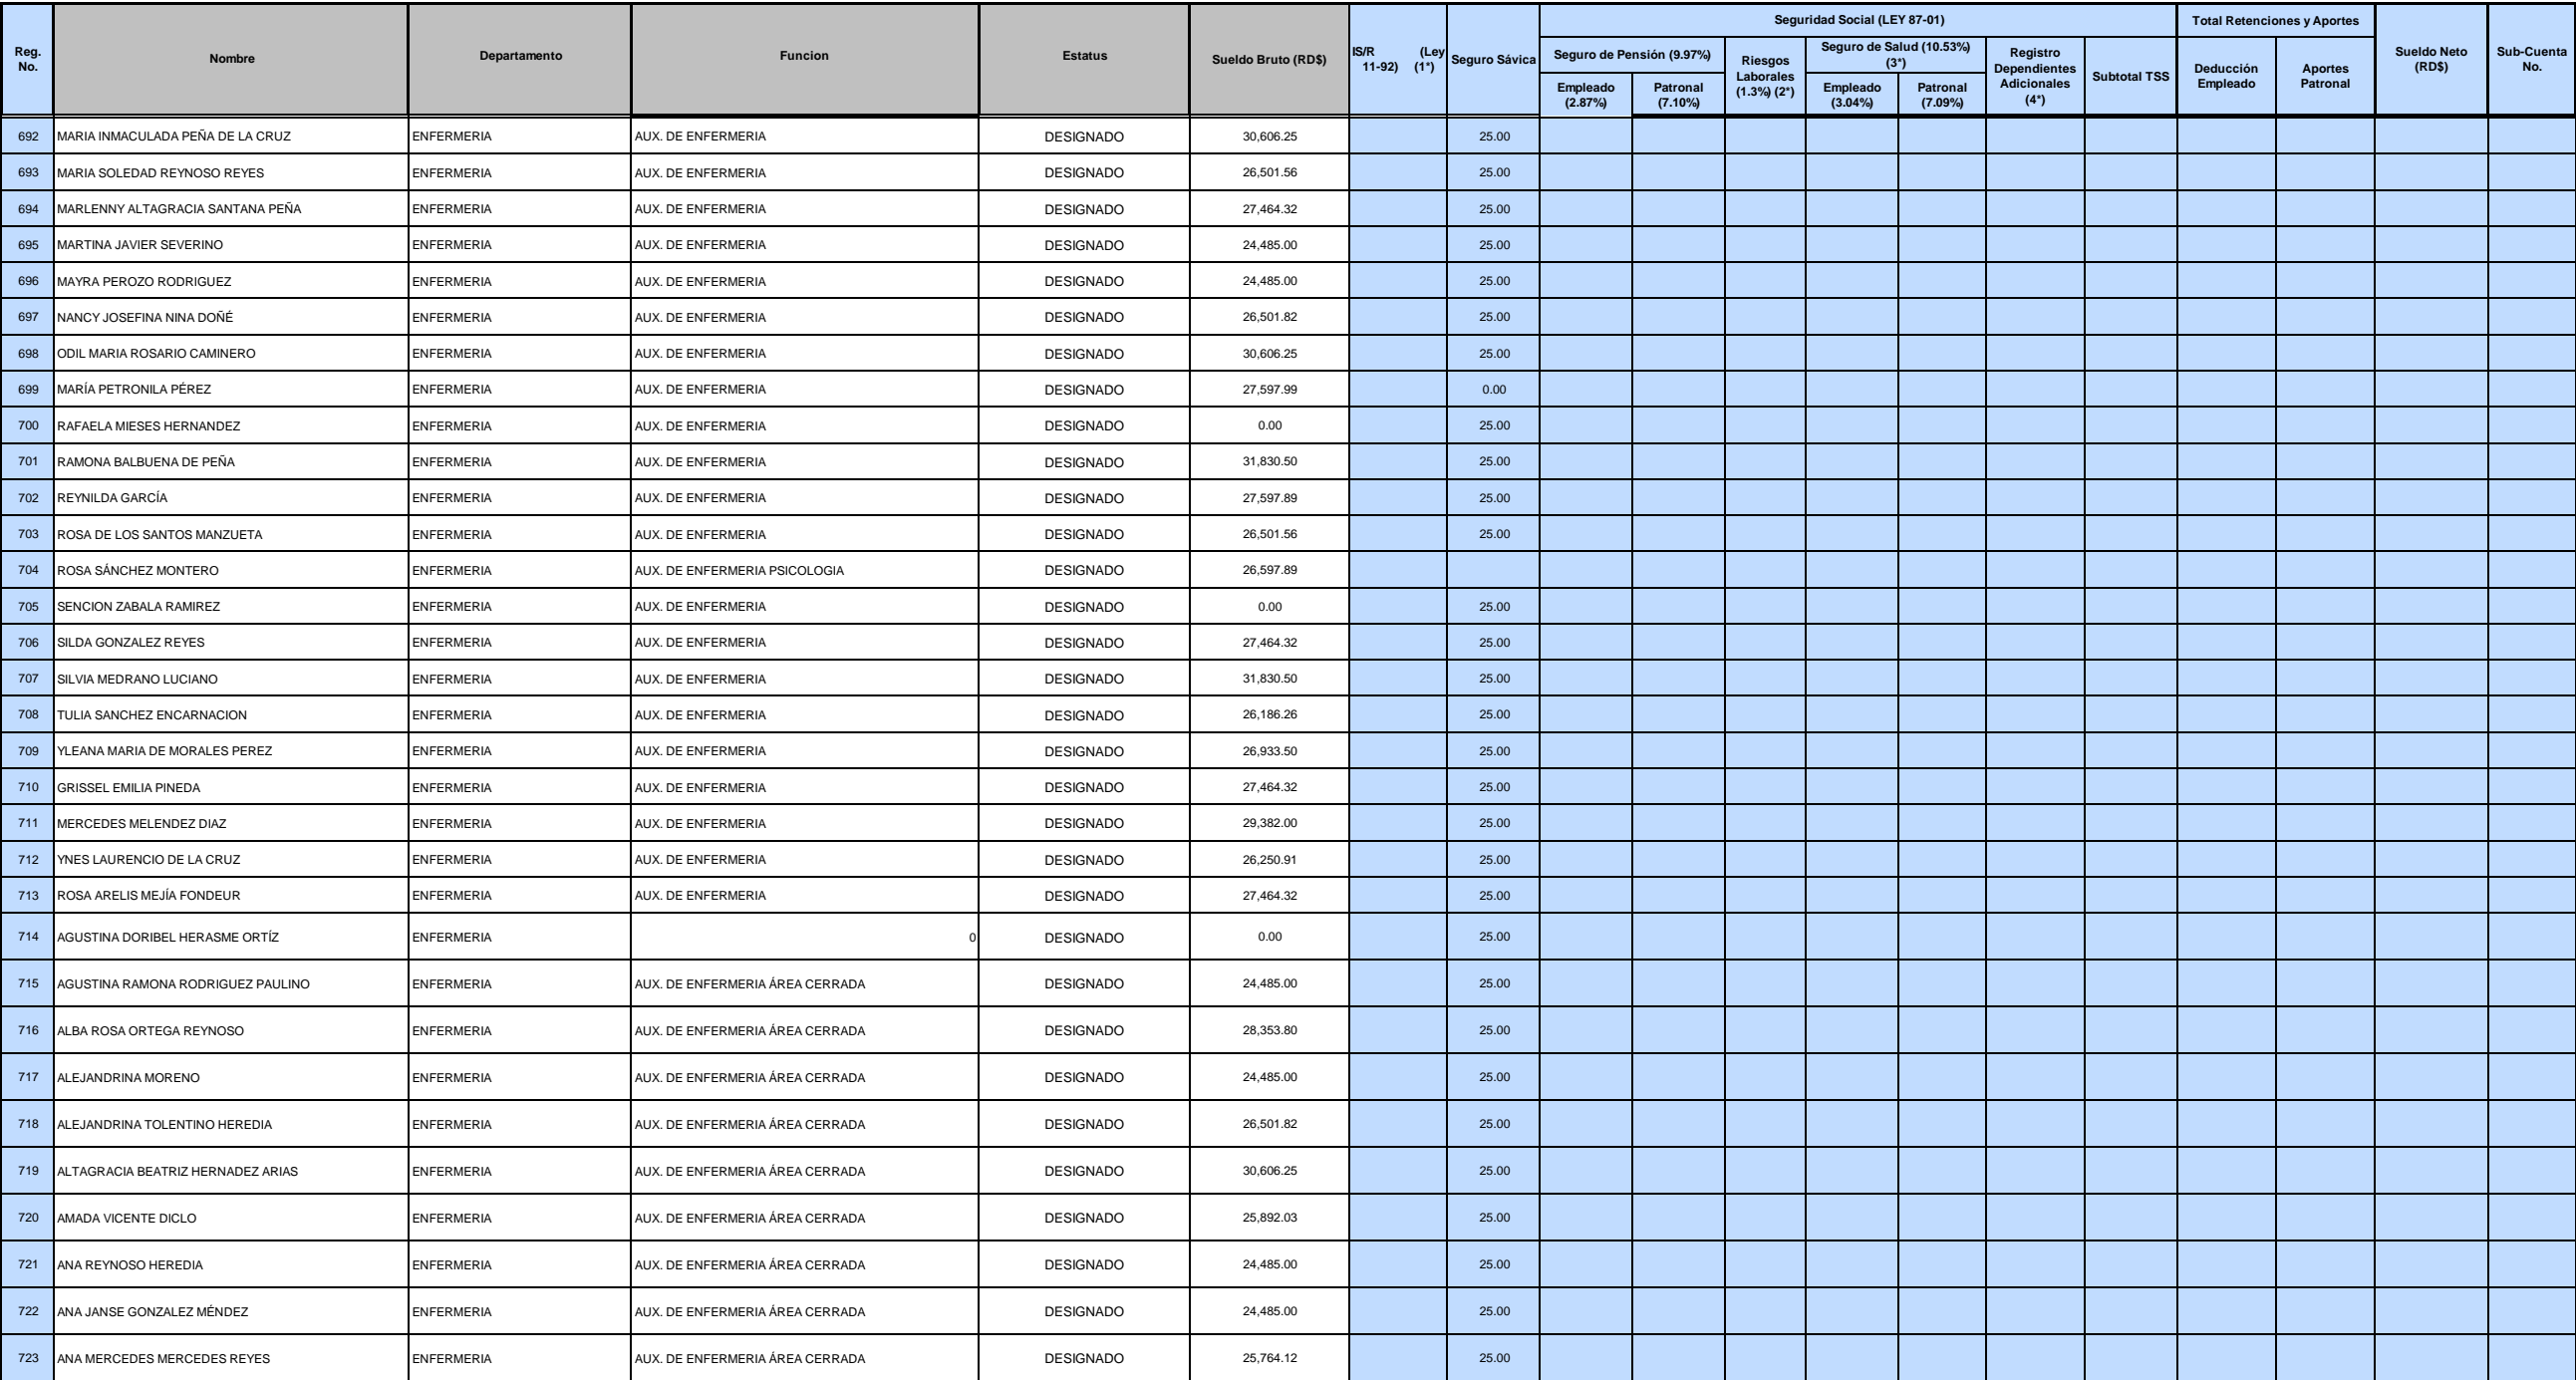 Reg. No. Nombre Departamento Funcion Estatus Sueldo Bruto (RD$) IS/R (Ley 11-92) (1*) Seguro Sávica Seguridad Social (LEY 87-01) Total Retenciones y Aportes Sueldo Neto (RD$) Sub-Cuenta No.
Seguro de Pensión (9.97%) Riesgos Laborales (1.3%) (2*) Seguro de Salud (10.53%) (3*) Registro Dependientes Adicionales (4*) Subtotal TSS Deducción Empleado Aportes Patronal
Empleado (2.87%) Patronal (7.10%) Empleado (3.04%) Patronal (7.09%)
692 MARIA INMACULADA PEÑA DE LA CRUZ ENFERMERIA AUX. DE ENFERMERIA DESIGNADO 30,606.25 25.00
693 MARIA SOLEDAD REYNOSO REYES ENFERMERIA AUX. DE ENFERMERIA DESIGNADO 26,501.56 25.00
694 MARLENNY ALTAGRACIA SANTANA PEÑA ENFERMERIA AUX. DE ENFERMERIA DESIGNADO 27,464.32 25.00
695 MARTINA JAVIER SEVERINO ENFERMERIA AUX. DE ENFERMERIA DESIGNADO 24,485.00 25.00
696 MAYRA PEROZO RODRIGUEZ ENFERMERIA AUX. DE ENFERMERIA DESIGNADO 24,485.00 25.00
697 NANCY JOSEFINA NINA DOÑÉ ENFERMERIA AUX. DE ENFERMERIA DESIGNADO 26,501.82 25.00
698 ODIL MARIA ROSARIO CAMINERO ENFERMERIA AUX. DE ENFERMERIA DESIGNADO 30,606.25 25.00
699 MARÍA PETRONILA PÉREZ ENFERMERIA AUX. DE ENFERMERIA DESIGNADO 27,597.99 0.00
700 RAFAELA MIESES HERNANDEZ ENFERMERIA AUX. DE ENFERMERIA DESIGNADO 0.00 25.00
701 RAMONA BALBUENA DE PEÑA ENFERMERIA AUX. DE ENFERMERIA DESIGNADO 31,830.50 25.00
702 REYNILDA GARCÍA ENFERMERIA AUX. DE ENFERMERIA DESIGNADO 27,597.89 25.00
703 ROSA DE LOS SANTOS MANZUETA ENFERMERIA AUX. DE ENFERMERIA DESIGNADO 26,501.56 25.00
704 ROSA SÁNCHEZ MONTERO ENFERMERIA AUX. DE ENFERMERIA PSICOLOGIA DESIGNADO 26,597.89
705 SENCION ZABALA RAMIREZ ENFERMERIA AUX. DE ENFERMERIA DESIGNADO 0.00 25.00
706 SILDA GONZALEZ REYES ENFERMERIA AUX. DE ENFERMERIA DESIGNADO 27,464.32 25.00
707 SILVIA MEDRANO LUCIANO ENFERMERIA AUX. DE ENFERMERIA DESIGNADO 31,830.50 25.00
708 TULIA SANCHEZ ENCARNACION ENFERMERIA AUX. DE ENFERMERIA DESIGNADO 26,186.26 25.00
709 YLEANA MARIA DE MORALES PEREZ ENFERMERIA AUX. DE ENFERMERIA DESIGNADO 26,933.50 25.00
710 GRISSEL EMILIA PINEDA ENFERMERIA AUX. DE ENFERMERIA DESIGNADO 27,464.32 25.00
711 MERCEDES MELENDEZ DIAZ ENFERMERIA AUX. DE ENFERMERIA DESIGNADO 29,382.00 25.00
712 YNES LAURENCIO DE LA CRUZ ENFERMERIA AUX. DE ENFERMERIA DESIGNADO 26,250.91 25.00
713 ROSA ARELIS MEJÍA FONDEUR ENFERMERIA AUX. DE ENFERMERIA DESIGNADO 27,464.32 25.00
714 AGUSTINA DORIBEL HERASME ORTÍZ ENFERMERIA 0 DESIGNADO 0.00 25.00
715 AGUSTINA RAMONA RODRIGUEZ PAULINO ENFERMERIA AUX. DE ENFERMERIA ÁREA CERRADA DESIGNADO 24,485.00 25.00
716 ALBA ROSA ORTEGA REYNOSO ENFERMERIA AUX. DE ENFERMERIA ÁREA CERRADA DESIGNADO 28,353.80 25.00
717 ALEJANDRINA MORENO ENFERMERIA AUX. DE ENFERMERIA ÁREA CERRADA DESIGNADO 24,485.00 25.00
718 ALEJANDRINA TOLENTINO HEREDIA ENFERMERIA AUX. DE ENFERMERIA ÁREA CERRADA DESIGNADO 26,501.82 25.00
719 ALTAGRACIA BEATRIZ HERNADEZ ARIAS ENFERMERIA AUX. DE ENFERMERIA ÁREA CERRADA DESIGNADO 30,606.25 25.00
720 AMADA VICENTE DICLO ENFERMERIA AUX. DE ENFERMERIA ÁREA CERRADA DESIGNADO 25,892.03 25.00
721 ANA REYNOSO HEREDIA ENFERMERIA AUX. DE ENFERMERIA ÁREA CERRADA DESIGNADO 24,485.00 25.00
722 ANA JANSE GONZALEZ MÉNDEZ ENFERMERIA AUX. DE ENFERMERIA ÁREA CERRADA DESIGNADO 24,485.00 25.00
723 ANA MERCEDES MERCEDES REYES ENFERMERIA AUX. DE ENFERMERIA ÁREA CERRADA DESIGNADO 25,764.12 25.00